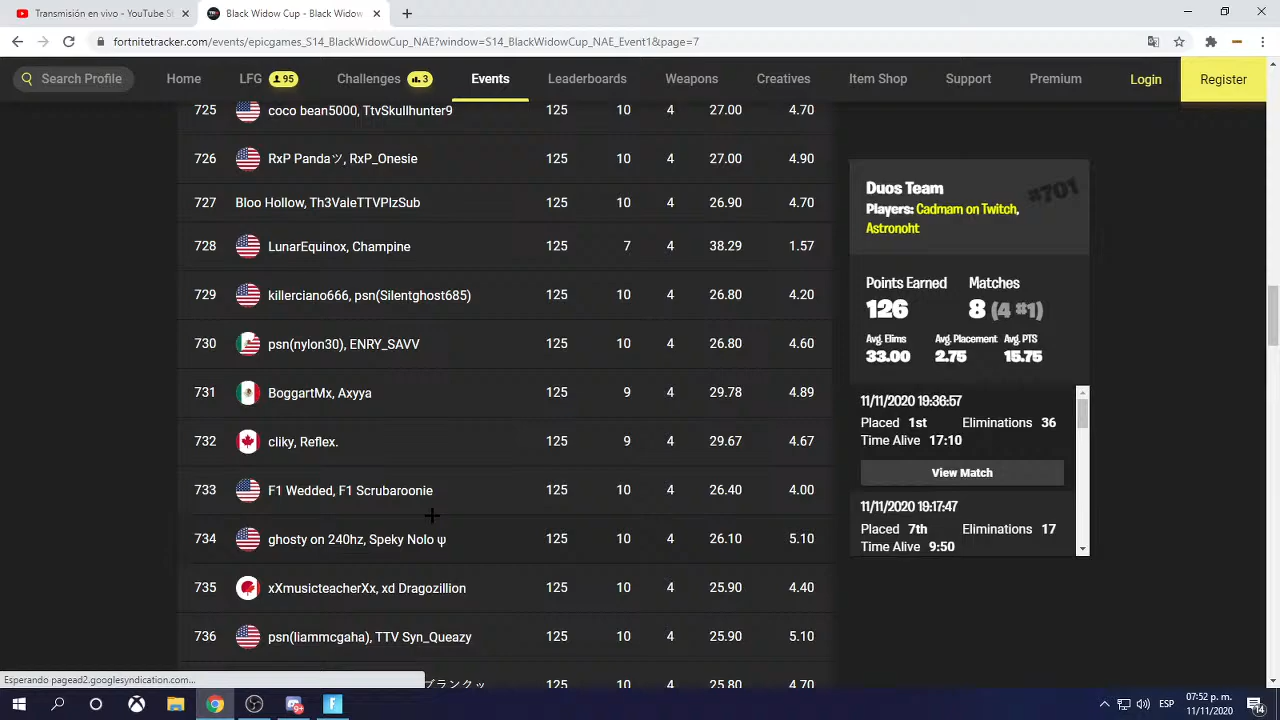 Transmisión en vivo - YouTube St
Black Widow Cup - Black Widow
fortnitetracker.com/events/epicgames_S14_BlackWidowCup_NAE?window=S14_BlackWidowCup_NAE_Event1&page=7
Search Profile Home LFG 95 Challenges 3 Events Leaderboards Weapons Creatives Item Shop Support Premium Login Register
725 coco bean5000, TtvSkullhunter9 125 10 4 27.00 4.70
726 RxP Pandaツ, RxP_Onesie 125 10 4 27.00 4.90
727 Bloo Hollow, Th3ValeTTVPlzSub 125 10 4 26.90 4.70
728 LunarEquinox, Champine 125 7 4 38.29 1.57
729 killerciano666, psn(Silentghost685) 125 10 4 26.80 4.20
730 psn(nylon30), ENRY_SAVV 125 10 4 26.80 4.60
731 BoggartMx, Axyya 125 9 4 29.78 4.89
732 cliky, Reflex. 125 9 4 29.67 4.67
733 F1 Wedded, F1 Scrubaroonie 125 10 4 26.40 4.00
734 ghosty on 240hz, Speky Nolo ψ 125 10 4 26.10 5.10
735 xXmusicteacherXx, xd Dragozillion 125 10 4 25.90 4.40
736 psn(liammcgaha), TTV Syn_Queazy 125 10 4 25.90 5.10
125 10 4 25.80 4.70
Duos Team #701
Players: Cadmam on Twitch,
Astronoht
Points Earned Matches
126 8 (4 #1)
Avg. Elims Avg. Placement Avg. PTS
33.00 2.75 15.75
11/11/2020 19:36:57
Placed 1st Eliminations 36
Time Alive 17:10
View Match
11/11/2020 19:17:47
Placed 7th Eliminations 17
Time Alive 9:50
Esperando pagead2.googlesyndication.com...
ESP
07:52 p. m.
11/11/2020
14